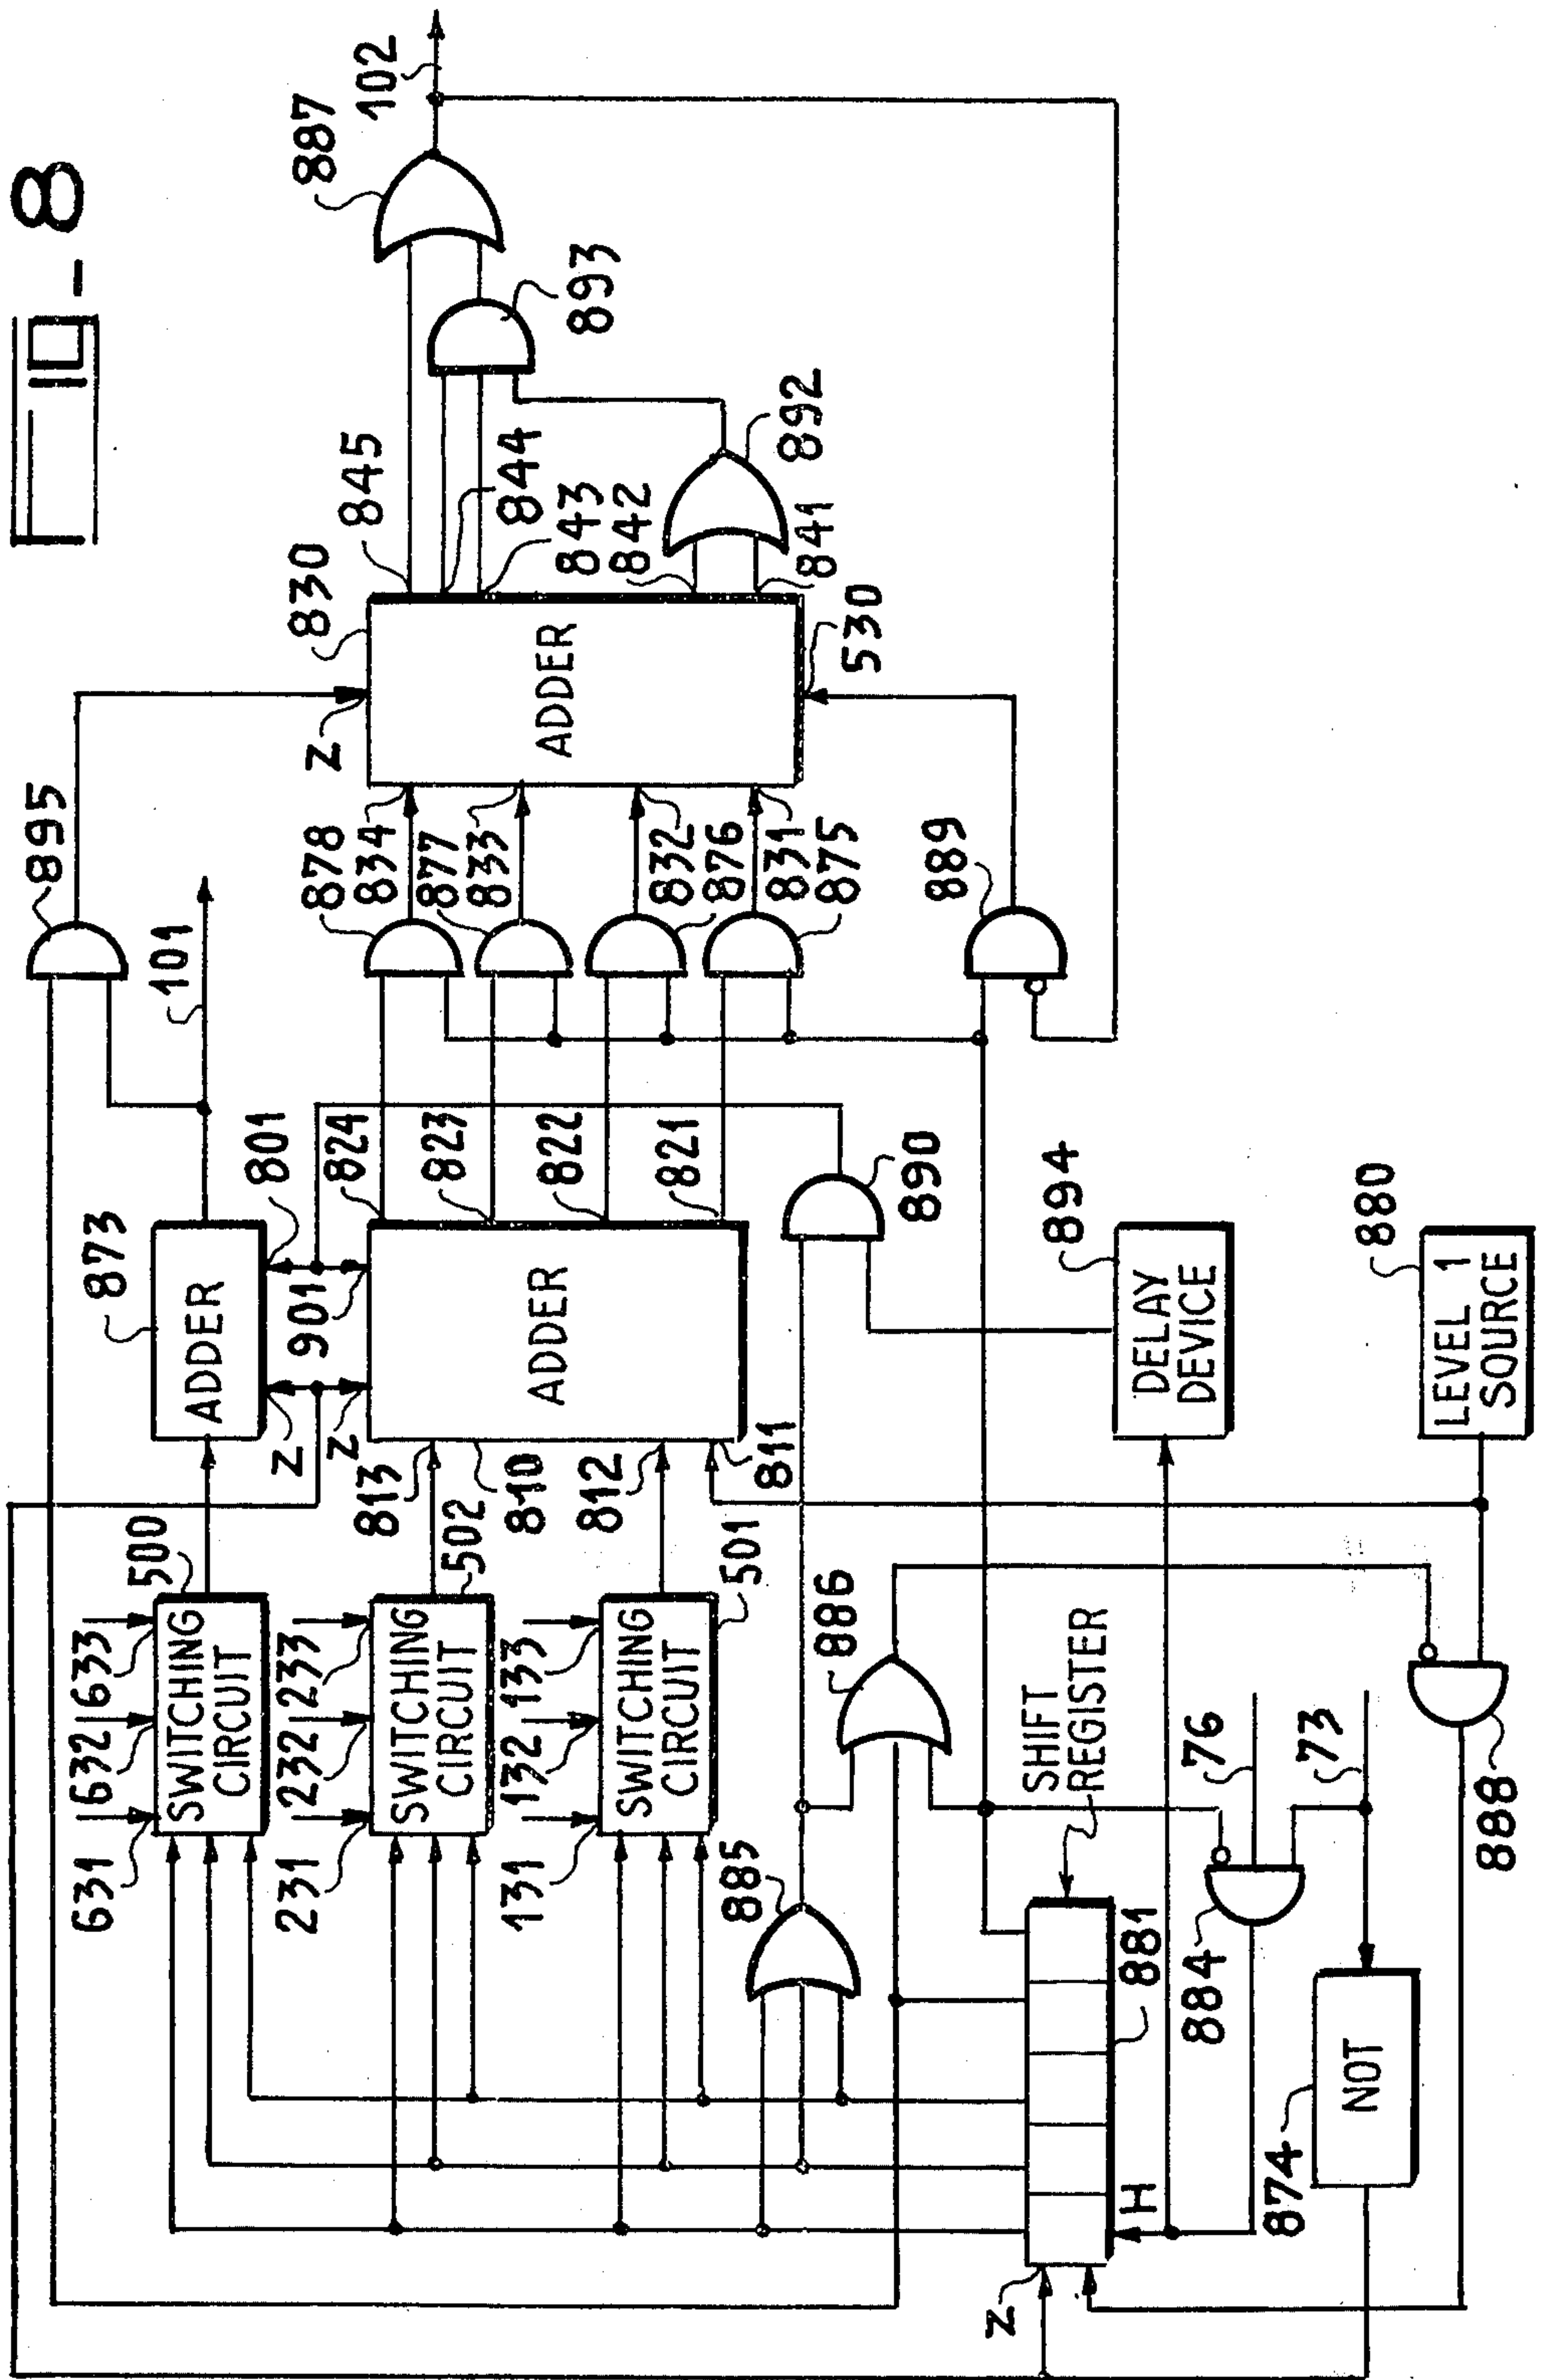 FIG-8
895
101
873
ADDER
801
Z
901
Z
500
631
632
633
SWITCHING
CIRCUIT
231
232
233
SWITCHING
CIRCUIT
502
131
132
133
SWITCHING
CIRCUIT
501
813
810
812
811
ADDER
824
823
822
821
878
834
877
833
832
876
831
875
Z
830
ADDER
530
845
844
843
842
841
892
893
887
102
889
890
894
DELAY
DEVICE
880
LEVEL 1
SOURCE
885
886
SHIFT
REGISTER
881
H
Z
76
73
884
888
874
NOT